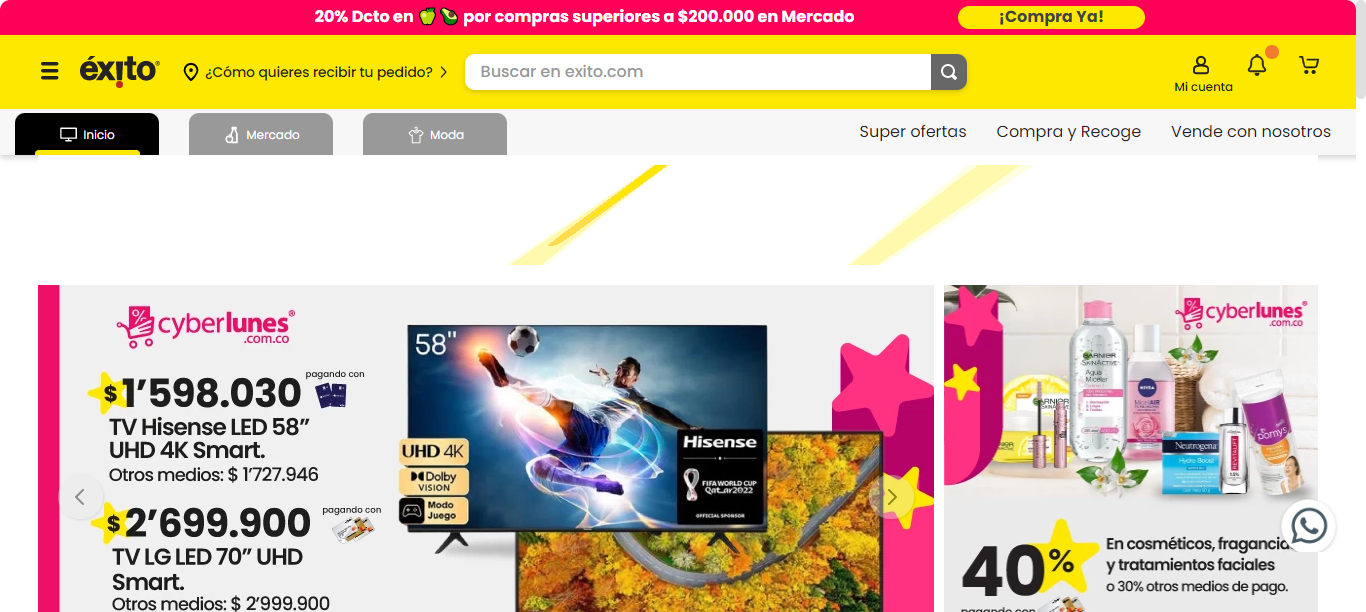 20% Dcto en 🍏🥑 por compras superiores a $200.000 en Mercado
¡Compra Ya!
éxito
¿Cómo quieres recibir tu pedido?
Buscar en exito.com
Mi cuenta
Inicio
Mercado
Moda
Super ofertas
Compra y Recoge
Vende con nosotros
cyberlunes®
.com.co
pagando con
$1’598.030
TV Hisense LED 58”
UHD 4K Smart.
Otros medios: $ 1’727.946
pagando con
$2’699.900
TV LG LED 70” UHD
Smart.
Otros medios: $ 2’999.900
58"
UHD 4K
Dolby
VISION
Modo
Juego
Hisense
FIFA WORLD CUP
Qatar2022
OFFICIAL SPONSOR
cyberlunes®
.com.co
GARNIER
SKINACTIVE
Agua
Micelar
GARNIER
NIVEA
MicellAIR
Neutrogena
Hydro Boost
REVITALIFT
Domys
40%
pagando con
En cosméticos, fragancias
y tratamientos faciales
o 30% otros medios de pago.